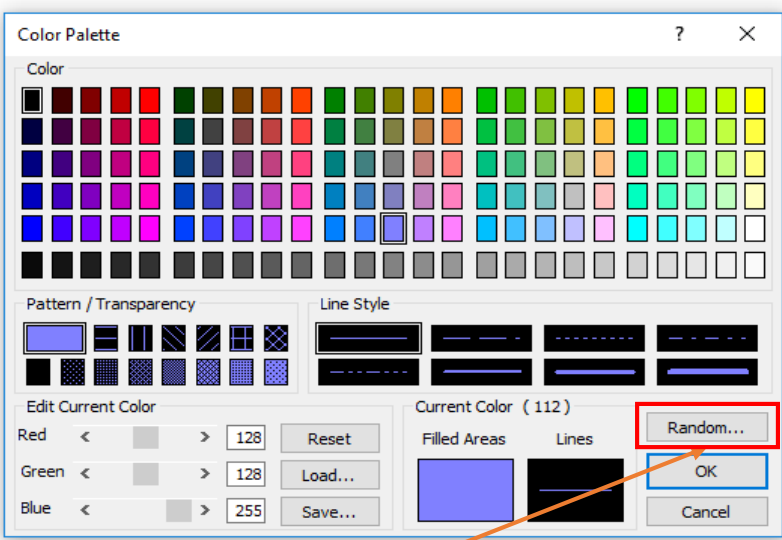 Color Palette ?
Color
Pattern / Transparency
Line Style
Edit Current Color
Red 128 Reset
Green 128 Load...
Blue 255 Save...
Current Color ( 112 )
Filled Areas Lines
Random...
OK
Cancel